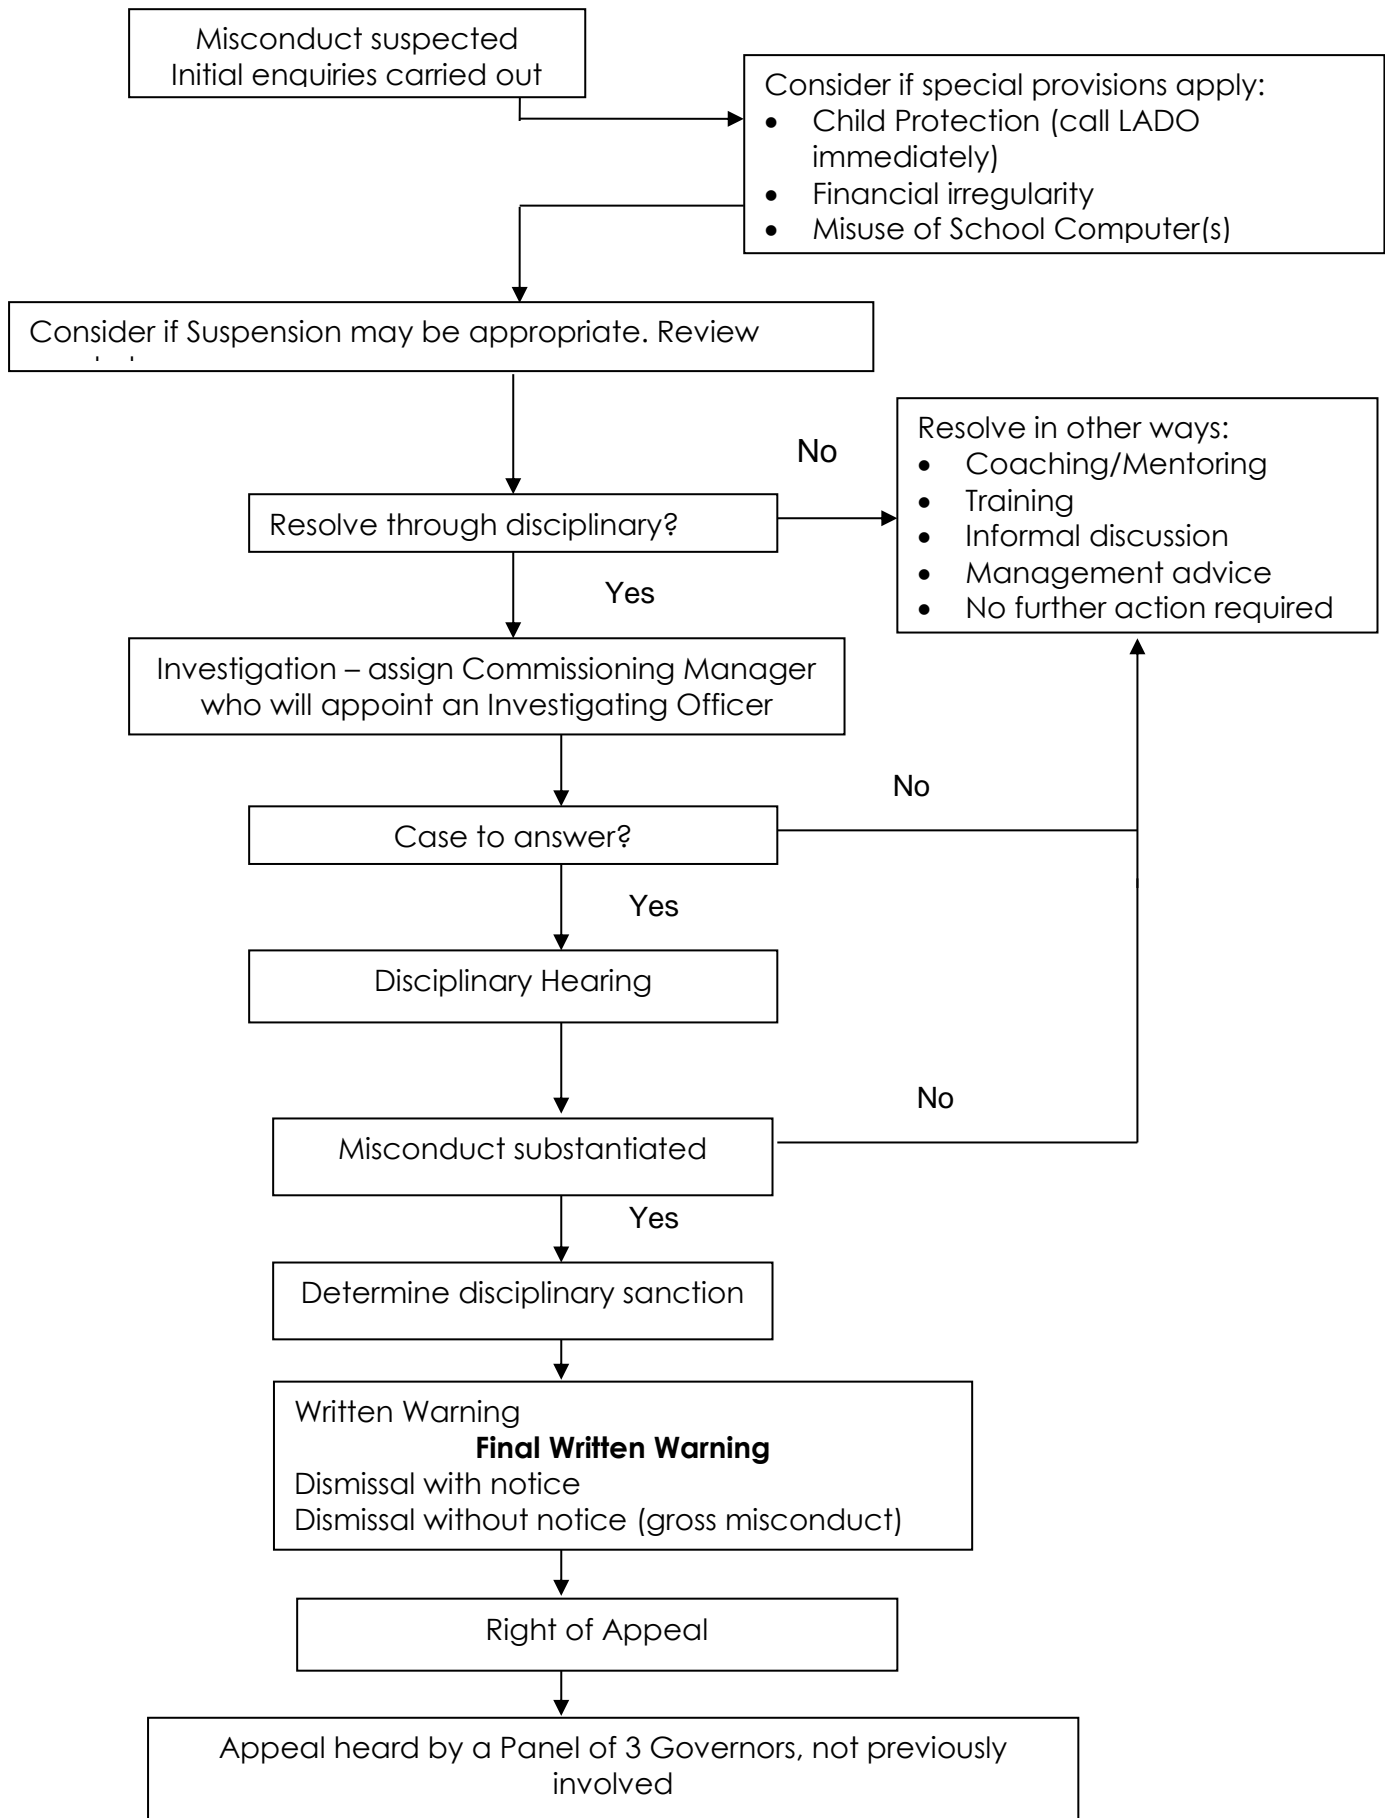 Misconduct suspected
Initial enquiries carried out
Consider if special provisions apply:
• Child Protection (call LADO
immediately)
• Financial irregularity
• Misuse of School Computer(s)
Consider if Suspension may be appropriate. Review
No
Resolve in other ways:
• Coaching/Mentoring
• Training
• Informal discussion
• Management advice
• No further action required
Resolve through disciplinary?
Yes
Investigation – assign Commissioning Manager
who will appoint an Investigating Officer
No
Case to answer?
Yes
Disciplinary Hearing
No
Misconduct substantiated
Yes
Determine disciplinary sanction
Written Warning
Final Written Warning
Dismissal with notice
Dismissal without notice (gross misconduct)
Right of Appeal
Appeal heard by a Panel of 3 Governors, not previously
involved